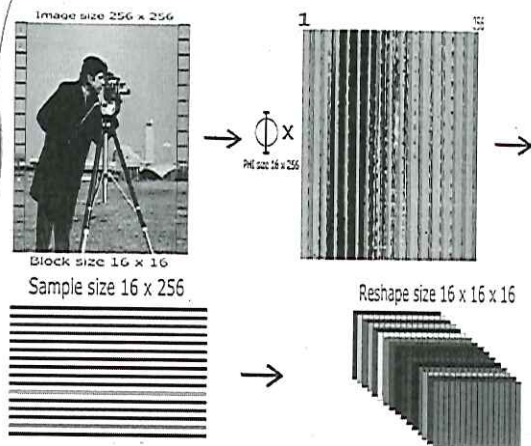 Image size 256 x 256
1
256
Φ x
PHI size 16 x 256
Block size 16 x 16
Sample size 16 x 256
Reshape size 16 x 16 x 16